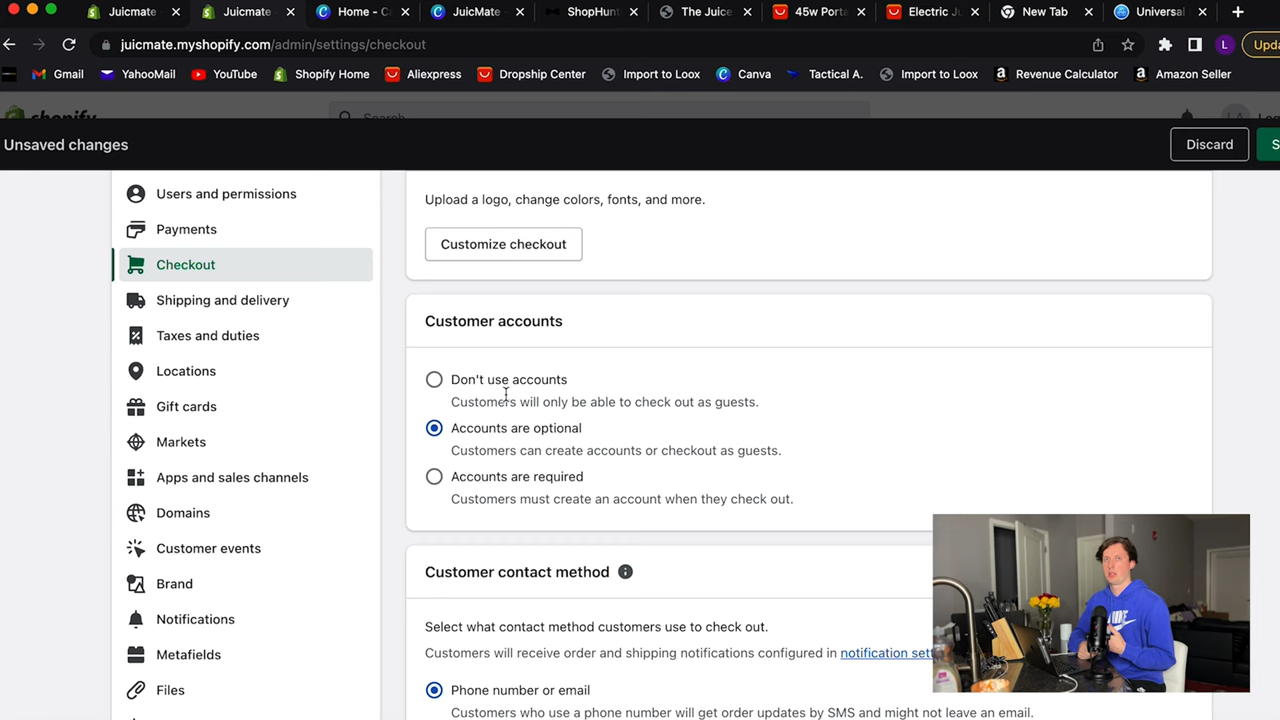 Juicmate
Juicmate
Home - C
JuicMate
ShopHunt
The Juice
45w Porta
Electric Ju
New Tab
Universal
juicmate.myshopify.com/admin/settings/checkout
L
Upda
Gmail
YahooMail
YouTube
Shopify Home
Aliexpress
Dropship Center
Import to Loox
Canva
Tactical A.
Import to Loox
Revenue Calculator
Amazon Seller
shopify
Search
Unsaved changes
Discard
S
Users and permissions
Payments
Checkout
Shipping and delivery
Taxes and duties
Locations
Gift cards
Markets
Apps and sales channels
Domains
Customer events
Brand
Notifications
Metafields
Files
Upload a logo, change colors, fonts, and more.
Customize checkout
Customer accounts
Don't use accounts
Customers will only be able to check out as guests.
Accounts are optional
Customers can create accounts or checkout as guests.
Accounts are required
Customers must create an account when they check out.
Customer contact method
Select what contact method customers use to check out.
Customers will receive order and shipping notifications configured in notification sett
Phone number or email
Customers who use a phone number will get order updates by SMS and might not leave an email.